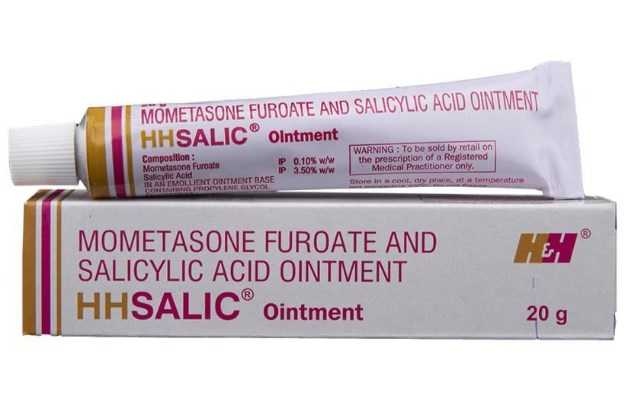 20 g
MOMETASONE FUROATE AND SALICYLIC ACID OINTMENT
HHSALIC® Ointment
Composition :
Mometasone Furoate IP 0.10% w/w
Salicylic Acid IP 3.50% w/w
IN AN EMOLLIENT OINTMENT BASE
CONTAINING PROPYLENE GLYCOL
WARNING : To be sold by retail on
the prescription of a Registered
Medical Practitioner only.
Store in a cool, dry place, at a temperature
MOMETASONE FUROATE AND
SALICYLIC ACID OINTMENT
HHSALIC® Ointment
H&H®
20 g